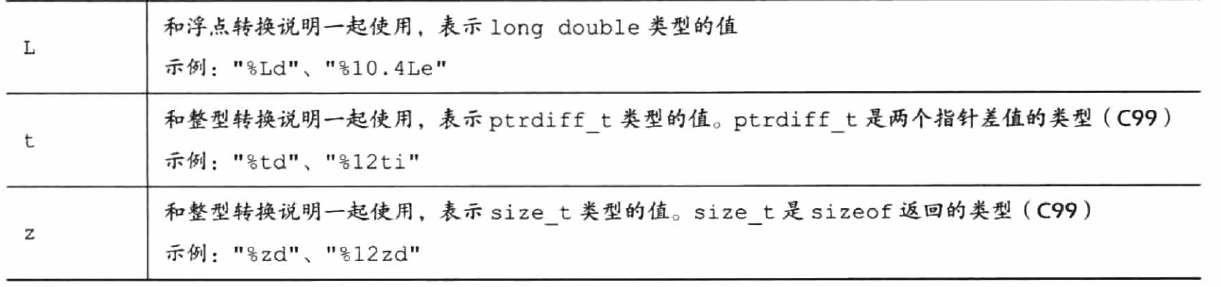 L
和浮点转换说明一起使用，表示 long double 类型的值
示例："%Ld"、"%10.4Le"
t
和整型转换说明一起使用，表示 ptrdiff_t 类型的值。ptrdiff_t 是两个指针差值的类型（C99）
示例："%td"、"%12ti"
z
和整型转换说明一起使用，表示 size_t 类型的值。size_t 是 sizeof 返回的类型（C99）
示例："%zd"、"%12zd"